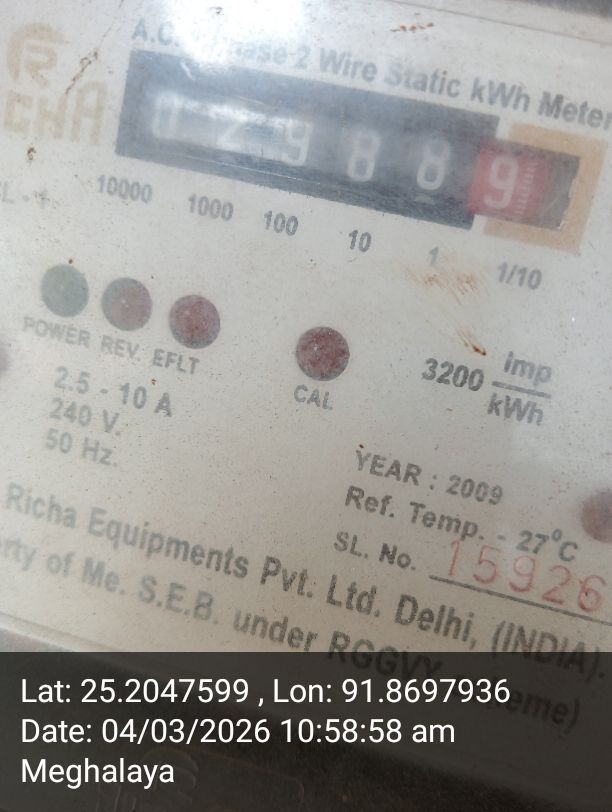 A.C. Phase-2 Wire Static kWh Meter
RICHA
0 2 9 8 8 9
10000 1000 100 10 1 1/10
POWER REV. EFLT
CAL
3200 imp/kWh
2.5 - 10 A
240 V.
50 Hz.
YEAR : 2009
Ref. Temp. - 27°C
SL. No. 15926
Richa Equipments Pvt. Ltd. Delhi, (INDIA).
of Me. S.E.B. under RGGVY
Lat: 25.2047599 , Lon: 91.8697936
Date: 04/03/2026 10:58:58 am
Meghalaya